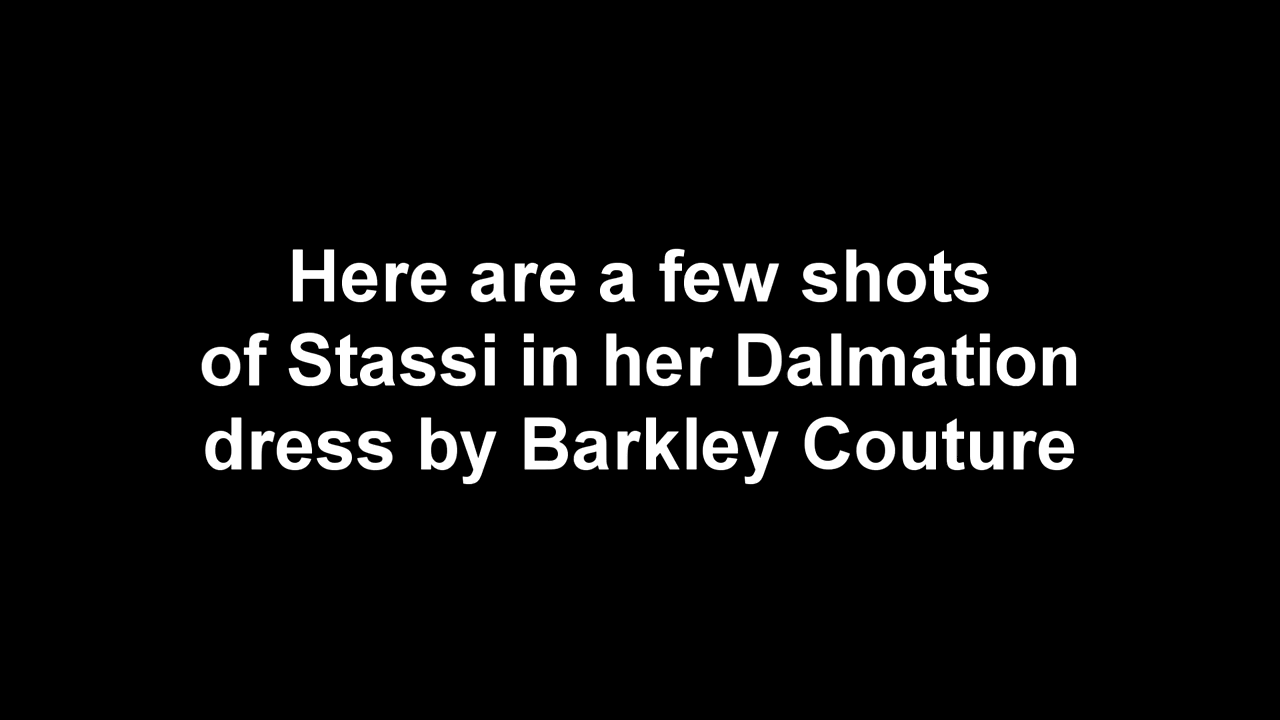 Here are a few shots
of Stassi in her Dalmation
dress by Barkley Couture